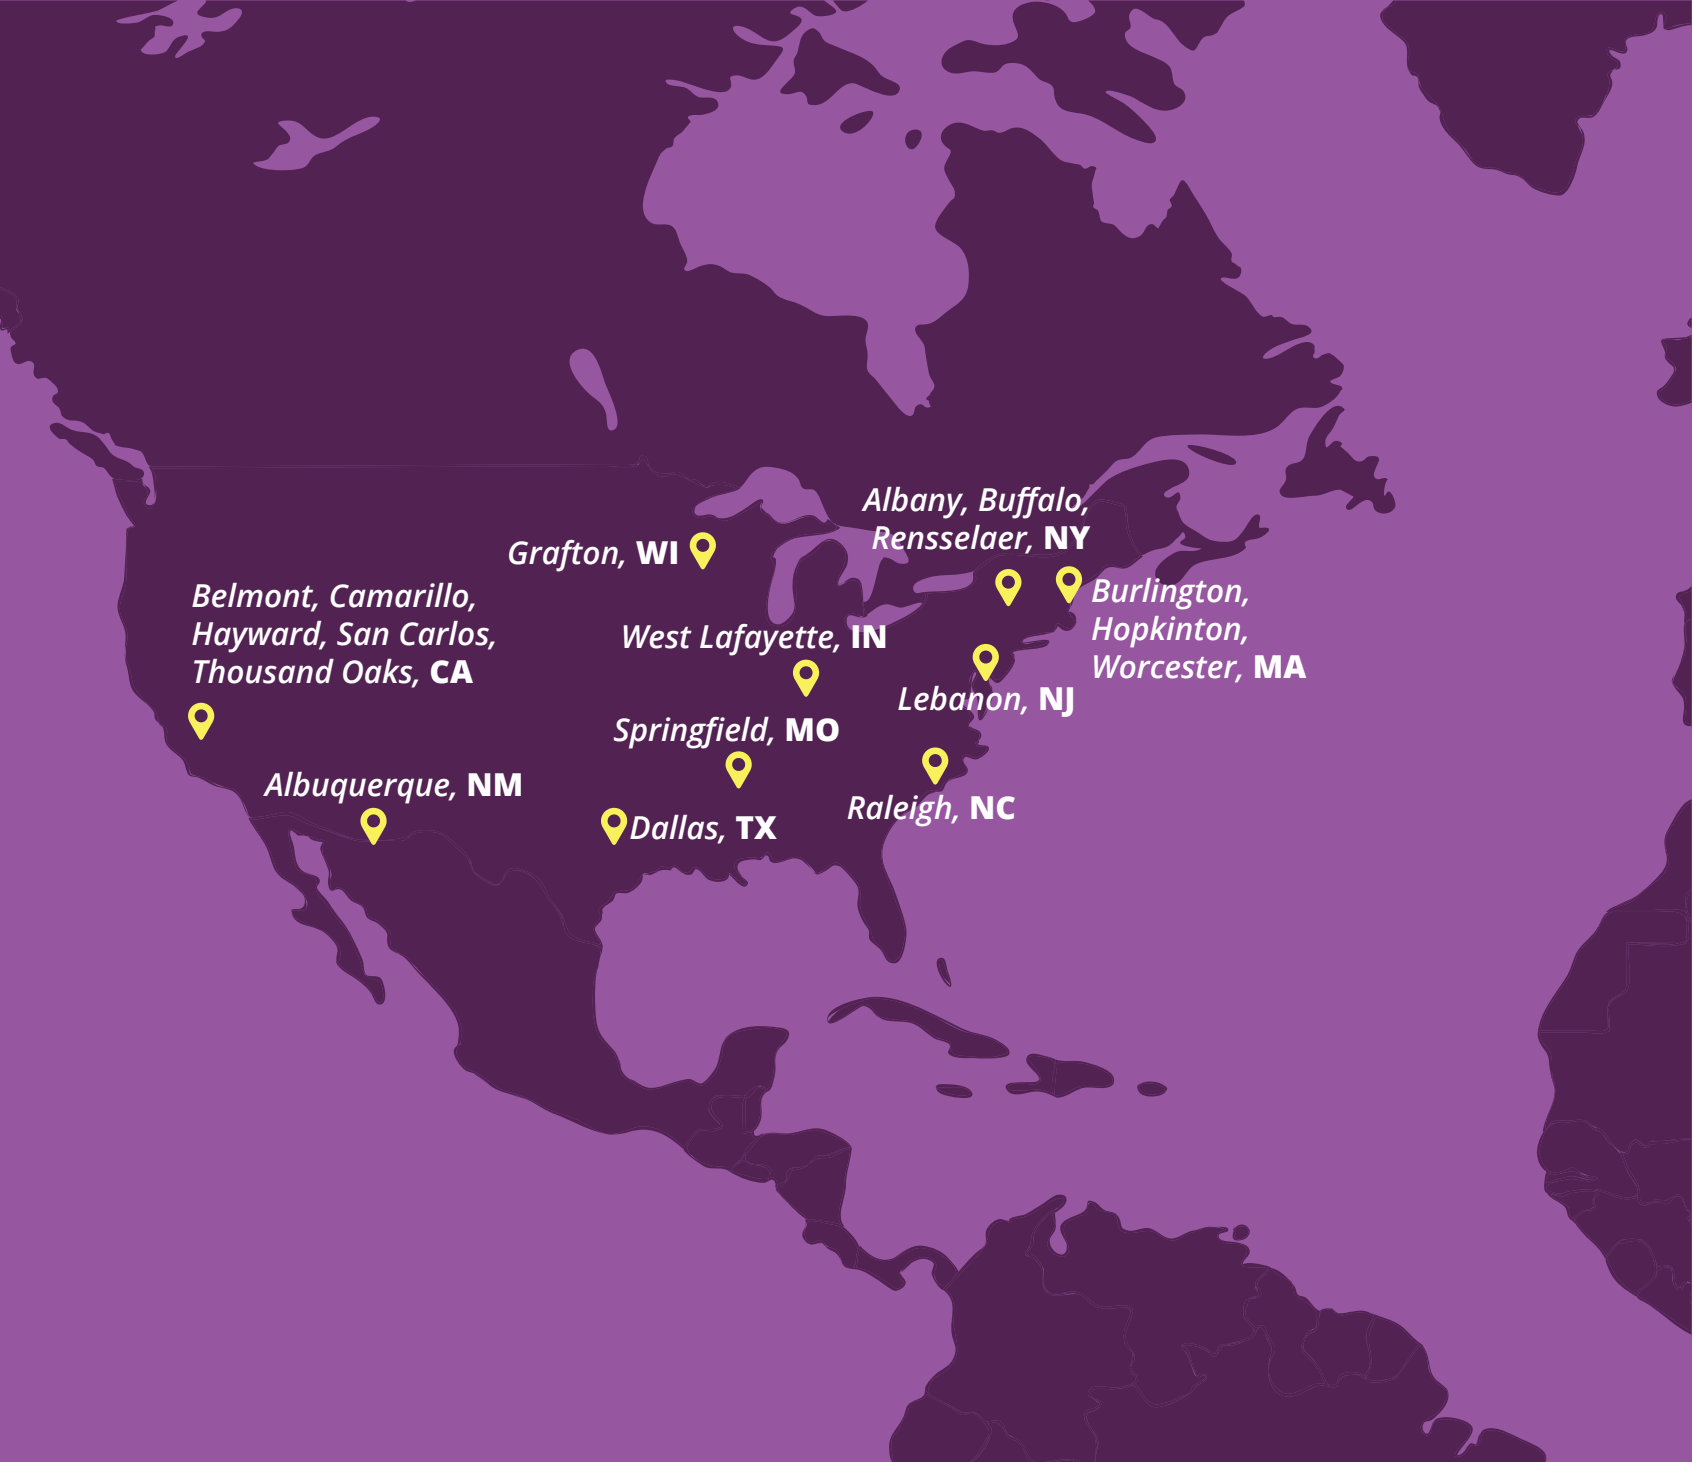 Albany, Buffalo,
Rensselaer, NY
Grafton, WI
Belmont, Camarillo,
Hayward, San Carlos,
Thousand Oaks, CA
Burlington,
Hopkinton,
Worcester, MA
West Lafayette, IN
Lebanon, NJ
Springfield, MO
Albuquerque, NM
Raleigh, NC
Dallas, TX